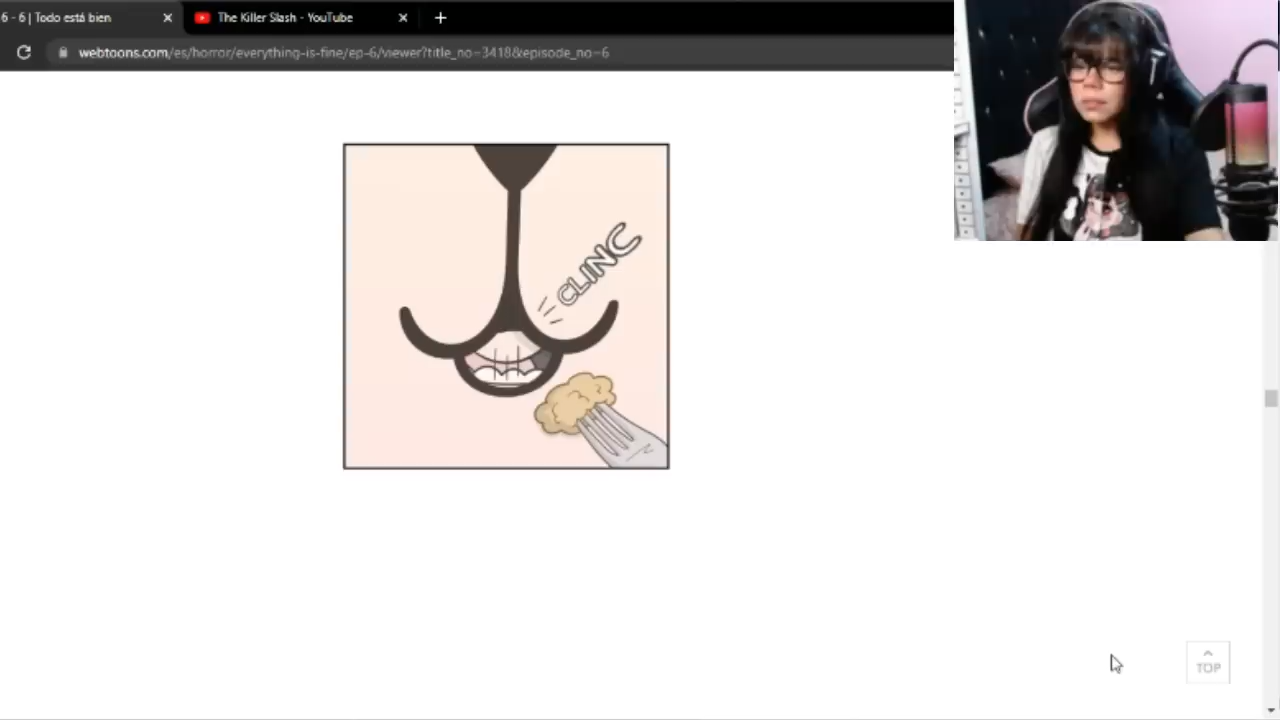 6 - 6 | Todo está bien
The Killer Slash - YouTube
webtoons.com/es/horror/everything-is-fine/ep-6/viewer?title_no=3418&episode_no=6
CLINC
TOP